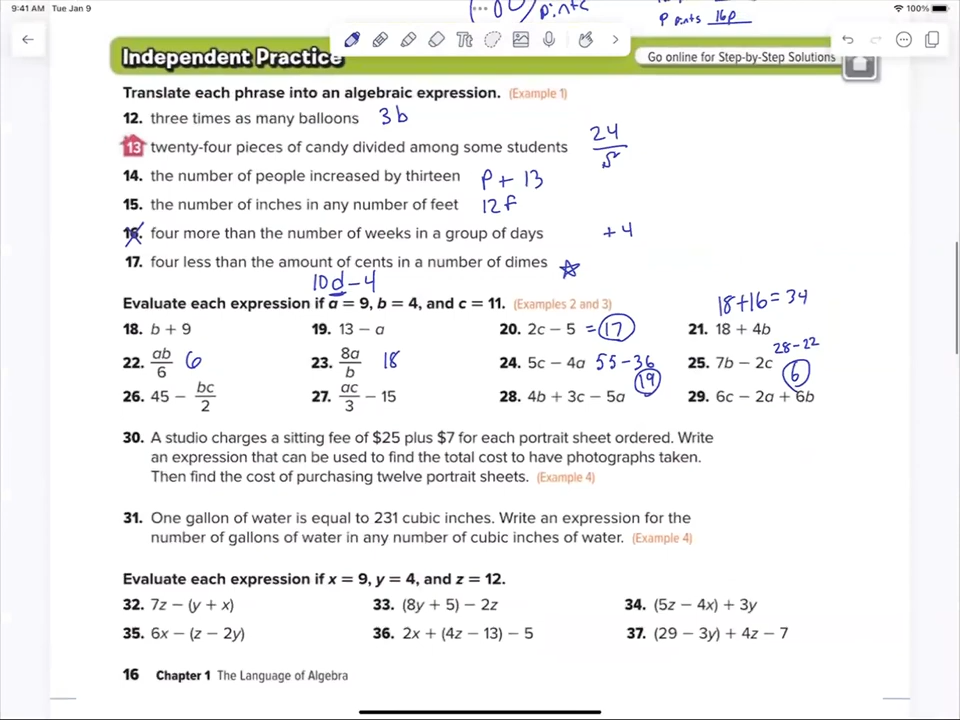 9:41 AM Tue Jan 9
100%
points
P points 16p
Independent Practice
Go online for Step-by-Step Solutions
Translate each phrase into an algebraic expression. (Example 1)
12. three times as many balloons 3b
13 twenty-four pieces of candy divided among some students 24/s
14. the number of people increased by thirteen P + 13
15. the number of inches in any number of feet 12f
16. four more than the number of weeks in a group of days + 4
17. four less than the amount of cents in a number of dimes ☆
10d - 4
Evaluate each expression if a = 9, b = 4, and c = 11. (Examples 2 and 3)
18+16=34
18. b + 9 19. 13 − a 20. 2c − 5 = 17 21. 18 + 4b
28-22
22. ab/6 6 23. 8a/b 18 24. 5c − 4a 55-36 25. 7b − 2c
19 6
26. 45 − bc/2 27. ac/3 − 15 28. 4b + 3c − 5a 29. 6c − 2a + 6b
30. A studio charges a sitting fee of $25 plus $7 for each portrait sheet ordered. Write
an expression that can be used to find the total cost to have photographs taken.
Then find the cost of purchasing twelve portrait sheets. (Example 4)
31. One gallon of water is equal to 231 cubic inches. Write an expression for the
number of gallons of water in any number of cubic inches of water. (Example 4)
Evaluate each expression if x = 9, y = 4, and z = 12.
32. 7z − (y + x) 33. (8y + 5) − 2z 34. (5z − 4x) + 3y
35. 6x − (z − 2y) 36. 2x + (4z − 13) − 5 37. (29 − 3y) + 4z − 7
16 Chapter 1 The Language of Algebra